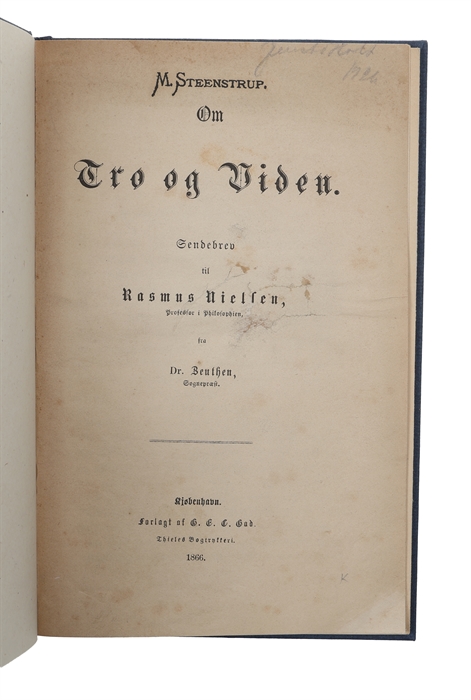 M. STEENSTRUP.
Om
Tro og Viden.
Sendebrev
til
Rasmus Nielsen,
Professor i Philosophien,
fra
Dr. Zeuthen,
Sognepræst.
Kjøbenhavn.
Forlagt af G. E. C. Gad.
Thieles Bogtrykkeri.
1866.
K